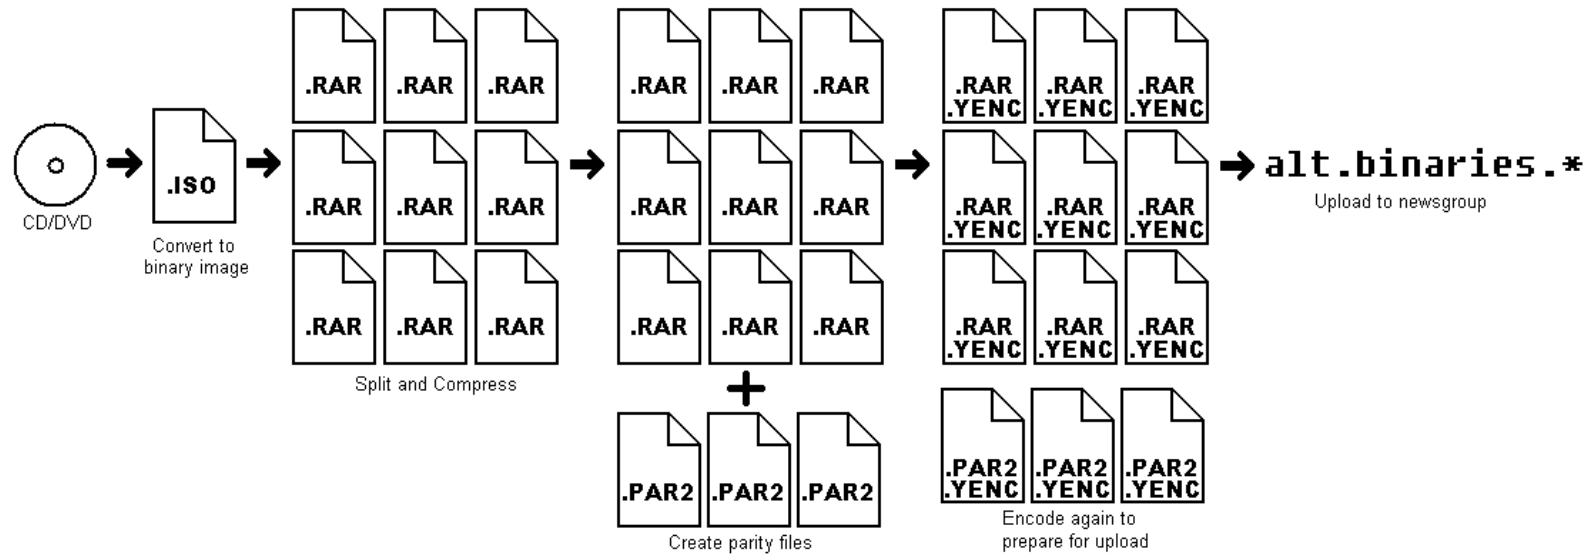 CD/DVD
.ISO
Convert to
binary image
.RAR .RAR .RAR
.RAR .RAR .RAR
.RAR .RAR .RAR
Split and Compress
.RAR .RAR .RAR
.RAR .RAR .RAR
.RAR .RAR .RAR
+
.PAR2 .PAR2 .PAR2
Create parity files
.RAR .RAR .RAR
.YENC .YENC .YENC
.RAR .RAR .RAR
.YENC .YENC .YENC
.RAR .RAR .RAR
.YENC .YENC .YENC
.PAR2 .PAR2 .PAR2
.YENC .YENC .YENC
Encode again to
prepare for upload
alt.binaries.*
Upload to newsgroup